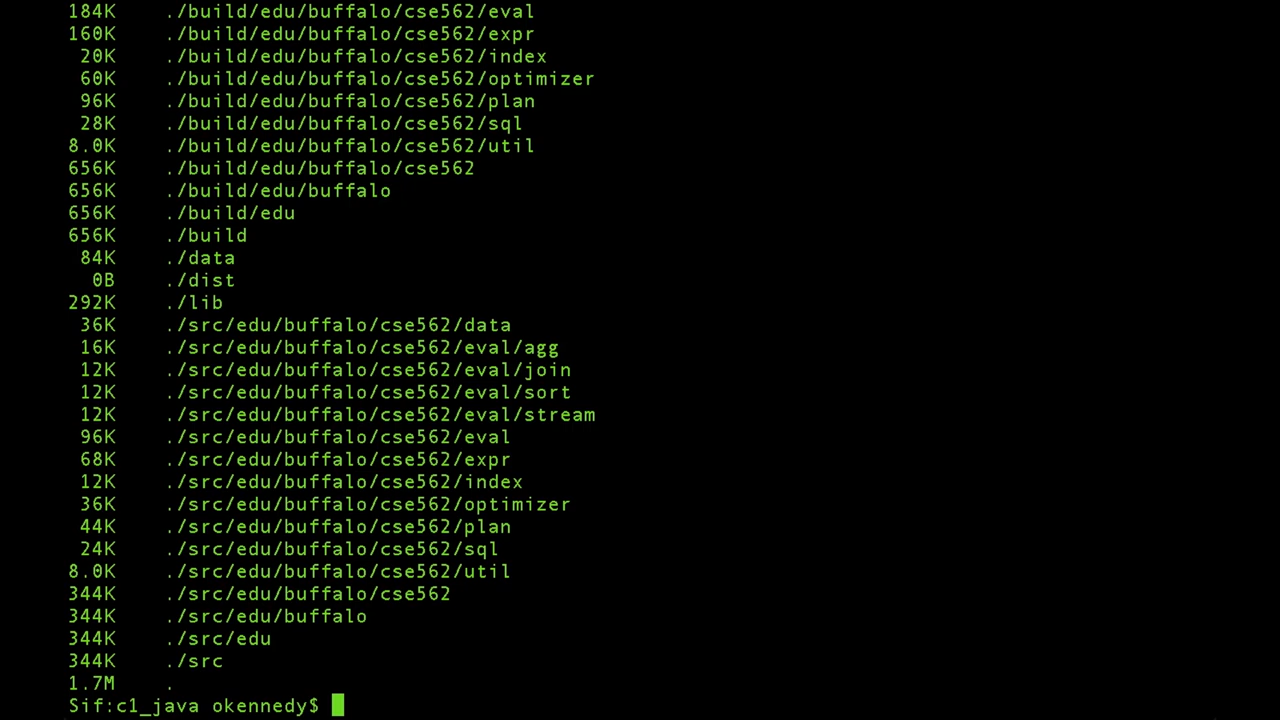 184K ./build/edu/buffalo/cse562/eval
160K ./build/edu/buffalo/cse562/expr
20K ./build/edu/buffalo/cse562/index
60K ./build/edu/buffalo/cse562/optimizer
96K ./build/edu/buffalo/cse562/plan
28K ./build/edu/buffalo/cse562/sql
8.0K ./build/edu/buffalo/cse562/util
656K ./build/edu/buffalo/cse562
656K ./build/edu/buffalo
656K ./build/edu
656K ./build
84K ./data
0B ./dist
292K ./lib
36K ./src/edu/buffalo/cse562/data
16K ./src/edu/buffalo/cse562/eval/agg
12K ./src/edu/buffalo/cse562/eval/join
12K ./src/edu/buffalo/cse562/eval/sort
12K ./src/edu/buffalo/cse562/eval/stream
96K ./src/edu/buffalo/cse562/eval
68K ./src/edu/buffalo/cse562/expr
12K ./src/edu/buffalo/cse562/index
36K ./src/edu/buffalo/cse562/optimizer
44K ./src/edu/buffalo/cse562/plan
24K ./src/edu/buffalo/cse562/sql
8.0K ./src/edu/buffalo/cse562/util
344K ./src/edu/buffalo/cse562
344K ./src/edu/buffalo
344K ./src/edu
344K ./src
1.7M .
Sif:c1_java okennedy$